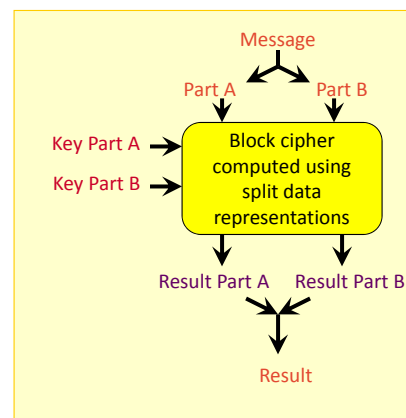 Message
Part A Part B
Key Part A
Key Part B
Block cipher
computed using
split data
representations
Result Part A Result Part B
Result